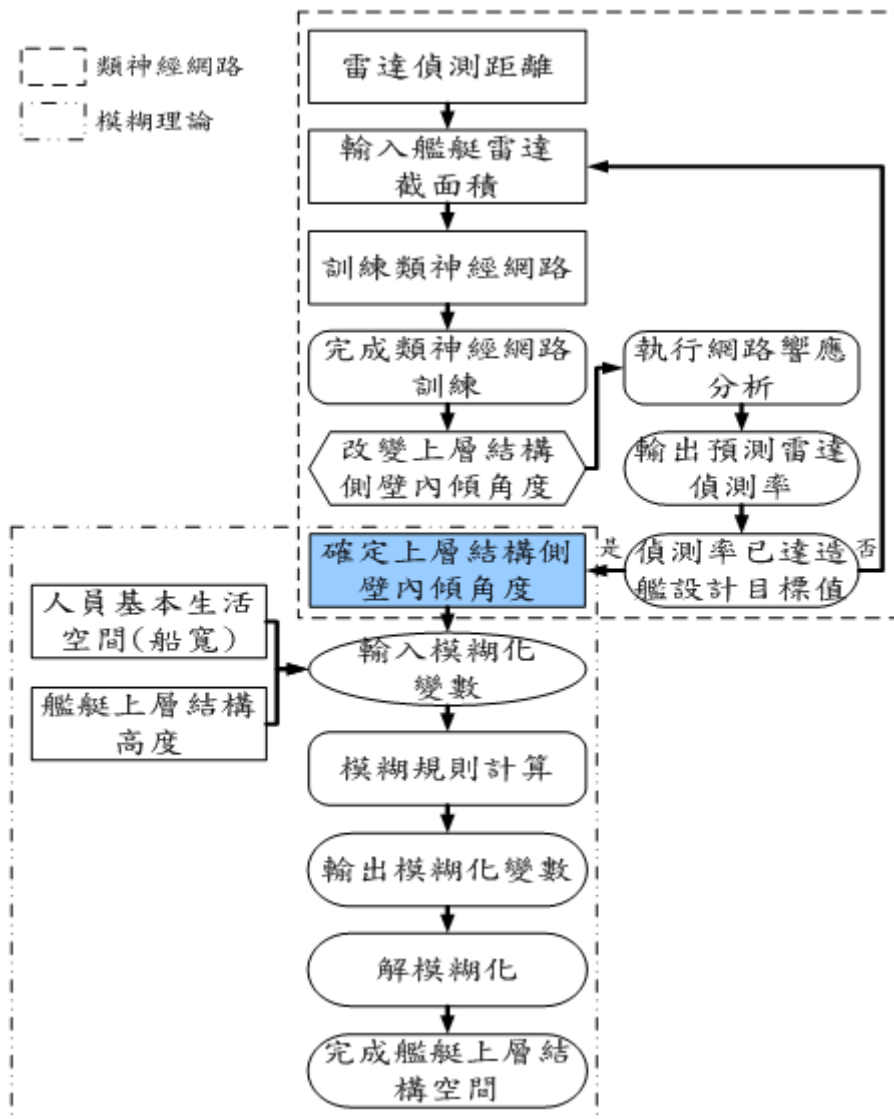 類神經網路
模糊理論
雷達偵測距離
輸入艦艇雷達
截面積
訓練類神經網路
完成類神經網路
訓練
執行網路響應
分析
改變上層結構
側壁內傾角度
輸出預測雷達
偵測率
確定上層結構側
壁內傾角度
是
偵測率已達造
艦設計目標值
否
人員基本生活
空間(船寬)
艦艇上層結構
高度
輸入模糊化
變數
模糊規則計算
輸出模糊化變數
解模糊化
完成艦艇上層結
構空間